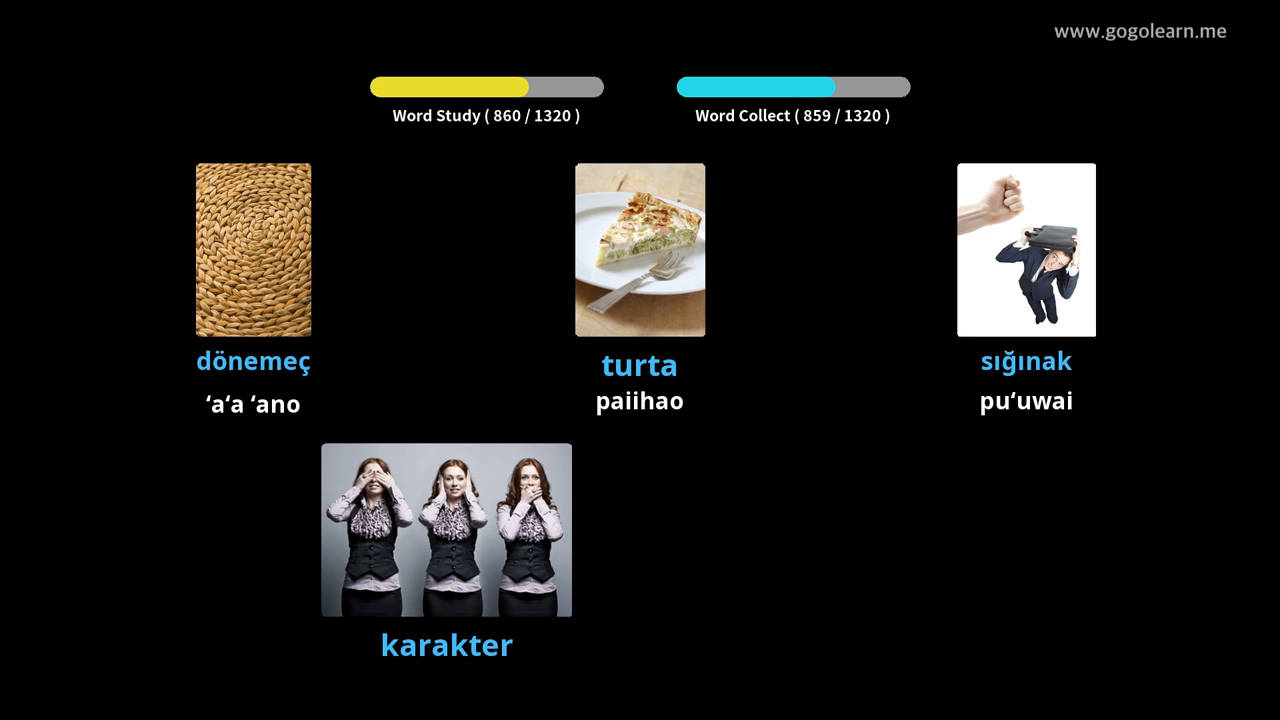 www.gogolearn.me
Word Study ( 860 / 1320 )
Word Collect ( 859 / 1320 )
dönemeç
turta
sığınak
ʻaʻa ʻano
paiihao
puʻuwai
karakter